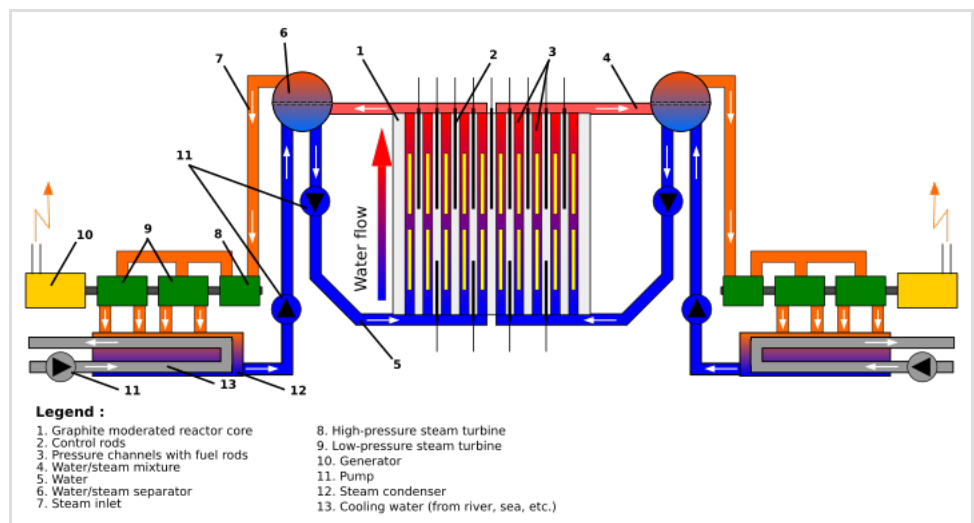 6
7
1
2
3
4
11
Water flow
10
9
8
5
11
13
12
Legend :
1. Graphite moderated reactor core
2. Control rods
3. Pressure channels with fuel rods
4. Water/steam mixture
5. Water
6. Water/steam separator
7. Steam inlet
8. High-pressure steam turbine
9. Low-pressure steam turbine
10. Generator
11. Pump
12. Steam condenser
13. Cooling water (from river, sea, etc.)